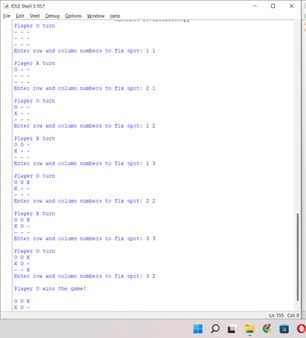 IDLE Shell 3.10.7
File Edit Shell Debug Options Window Help
Player O turn
- - -
- - -
- - -
Enter row and column numbers to fix spot: 1 1
Player X turn
O - -
- - -
- - -
Enter row and column numbers to fix spot: 2 1
Player O turn
O - -
X - -
- - -
Enter row and column numbers to fix spot: 1 2
Player X turn
O O -
X - -
- - -
Enter row and column numbers to fix spot: 1 3
Player O turn
O O X
X - -
- - -
Enter row and column numbers to fix spot: 2 2
Player X turn
O O X
X O -
- - -
Enter row and column numbers to fix spot: 3 3
Player O turn
O O X
X O -
- - X
Enter row and column numbers to fix spot: 3 2
Player O wins the game!
O O X
X O -
Ln: 155 Col: 0